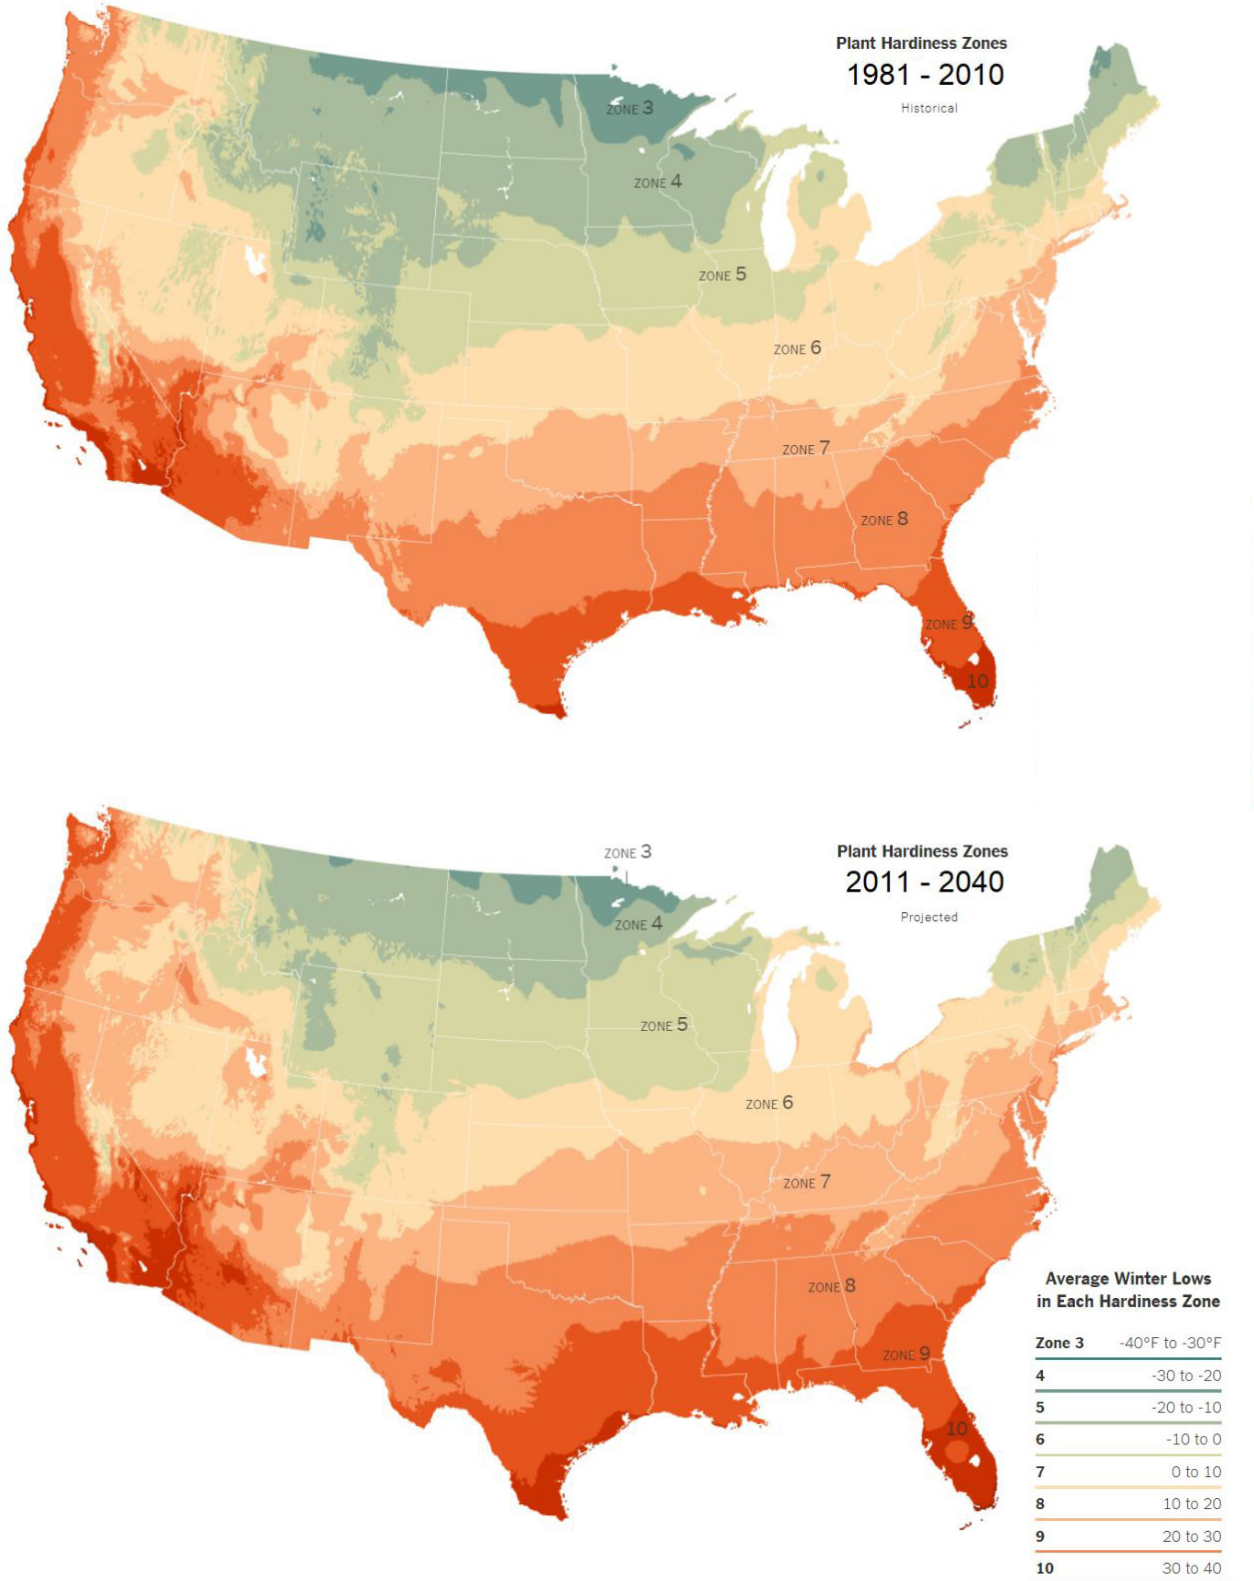 Plant Hardiness Zones
1981 - 2010
Historical
ZONE 3
ZONE 4
ZONE 5
ZONE 6
ZONE 7
ZONE 8
ZONE 9
10
ZONE 3
Plant Hardiness Zones
2011 - 2040
Projected
ZONE 4
ZONE 5
ZONE 6
ZONE 7
ZONE 8
ZONE 9
10
Average Winter Lows
in Each Hardiness Zone
Zone 3 -40°F to -30°F
4 -30 to -20
5 -20 to -10
6 -10 to 0
7 0 to 10
8 10 to 20
9 20 to 30
10 30 to 40